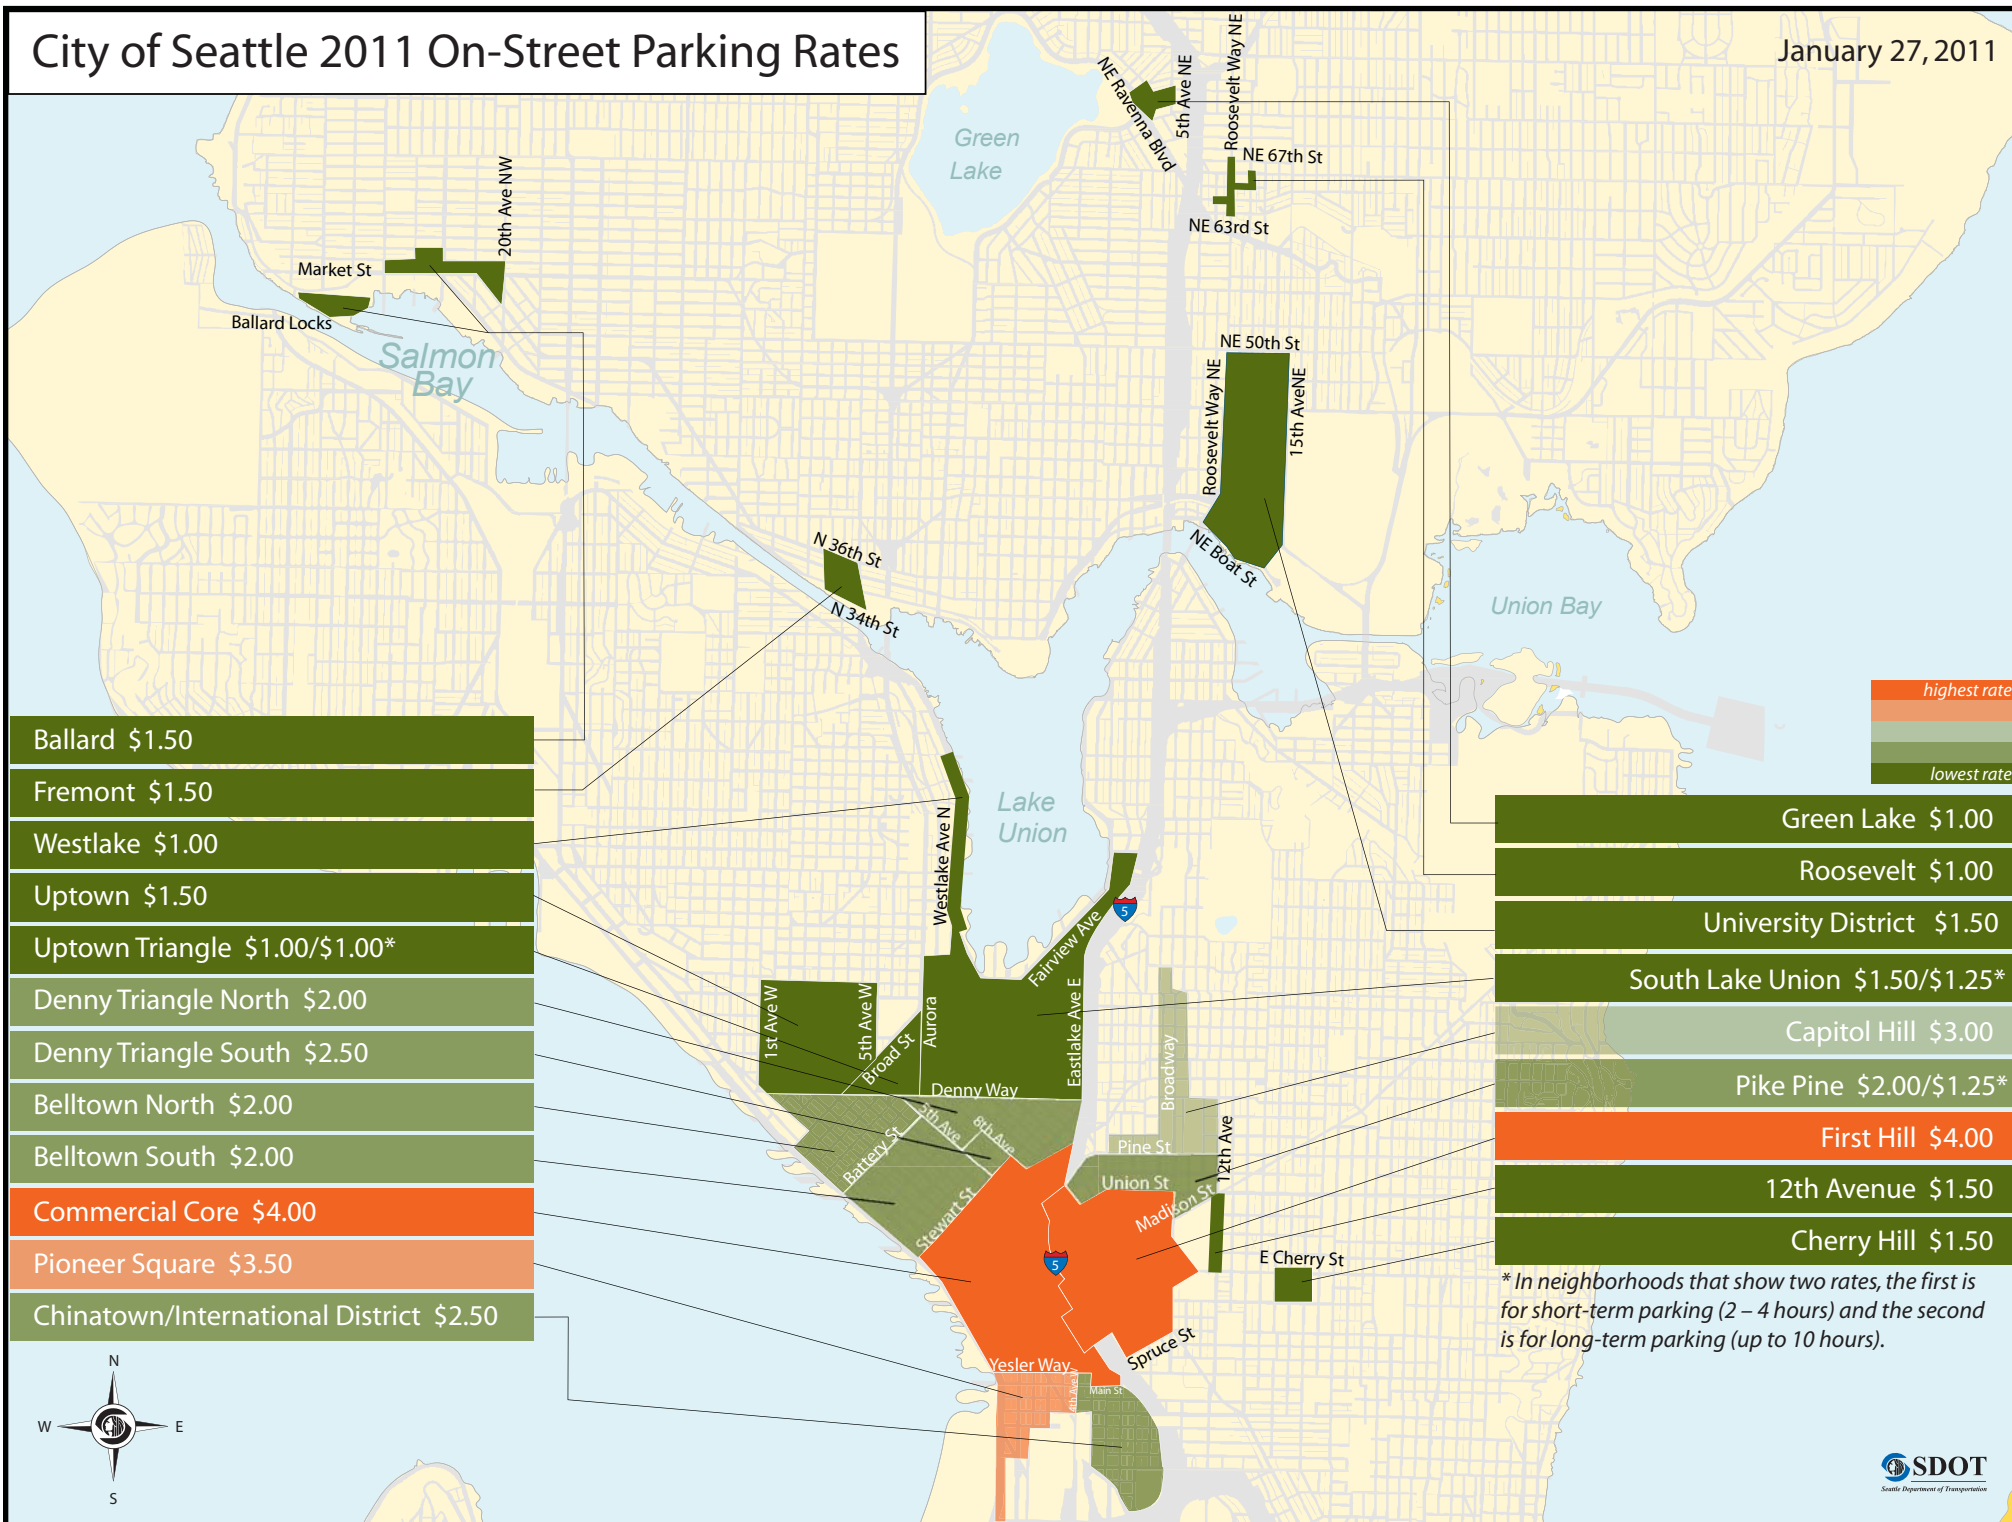 City of Seattle 2011 On-Street Parking Rates
January 27, 2011
Green
Lake
NE Ravenna Blvd
5th Ave NE
Roosevelt Way NE
NE 67th St
NE 63rd St
20th Ave NW
Market St
Ballard Locks
Salmon
Bay
NE 50th St
Roosevelt Way NE
15th AveNE
NE Boat St
N 36th St
N 34th St
Union Bay
highest rate
lowest rate
Ballard $1.50
Fremont $1.50
Westlake $1.00
Uptown $1.50
Uptown Triangle $1.00/$1.00*
Denny Triangle North $2.00
Denny Triangle South $2.50
Belltown North $2.00
Belltown South $2.00
Commercial Core $4.00
Pioneer Square $3.50
Chinatown/International District $2.50
Lake
Union
Westlake Ave N
Fairview Ave
5
1st Ave W
5th Ave W
Broad St
Aurora
Eastlake Ave E
Denny Way
Broadway
5th Ave
8th Ave
Battery St
Stewart St
Pine St
12th Ave
Union St
Madison St
5
E Cherry St
Spruce St
Yesler Way
4th Ave W
Main St
Green Lake $1.00
Roosevelt $1.00
University District $1.50
South Lake Union $1.50/$1.25*
Capitol Hill $3.00
Pike Pine $2.00/$1.25*
First Hill $4.00
12th Avenue $1.50
Cherry Hill $1.50
* In neighborhoods that show two rates, the first is
for short-term parking (2 – 4 hours) and the second
is for long-term parking (up to 10 hours).
N
W
E
S
SDOT
Seattle Department of Transportation